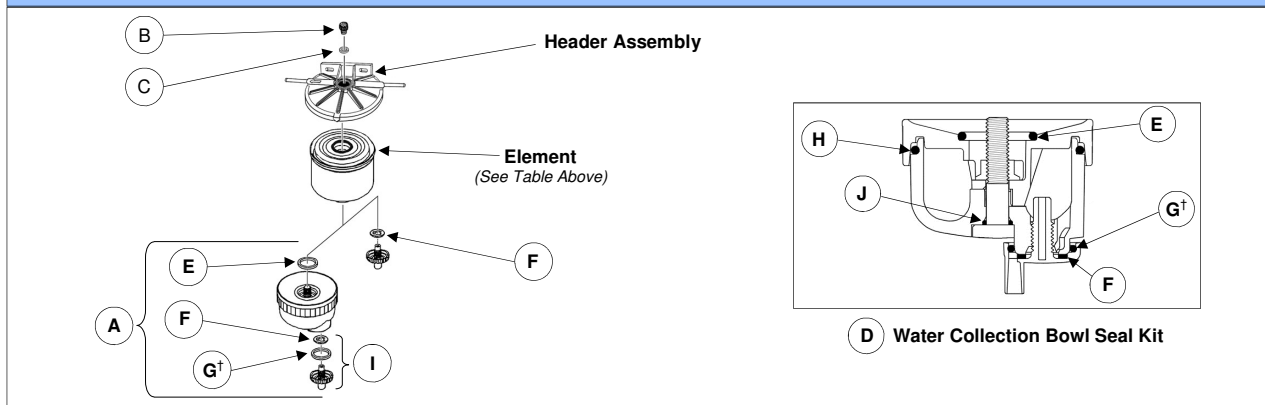 B
Header Assembly
C
Element
(See Table Above)
F
E
A
F
G†
I
H
E
J
G†
F
D Water Collection Bowl Seal Kit